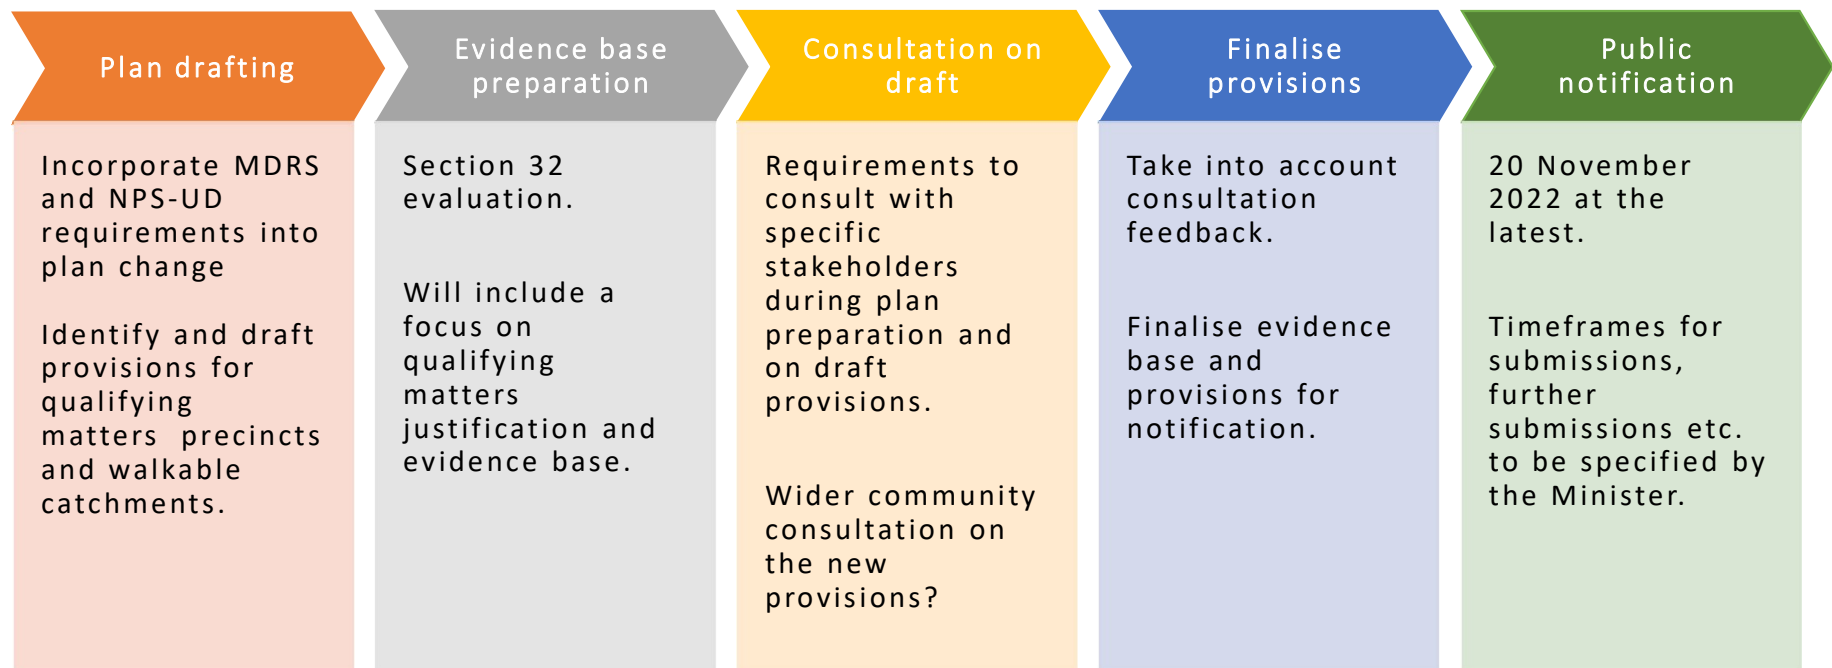 Plan drafting
Evidence base
preparation
Consultation on
draft
Finalise
provisions
Public
notification
Incorporate MDRS
and NPS-UD
requirements into
plan change
Identify and draft
provisions for
qualifying
matters  precincts
and walkable
catchments.
Section 32
evaluation.
Will include a
focus on
qualifying
matters
justification and
evidence base.
Requirements to
consult with
specific
stakeholders
during plan
preparation and
on draft
provisions.
Wider community
consultation on
the new
provisions?
Take into account
consultation
feedback.
Finalise evidence
base and
provisions for
notification.
20 November
2022 at the
latest.
Timeframes for
submissions,
further
submissions etc.
to be specified by
the Minister.